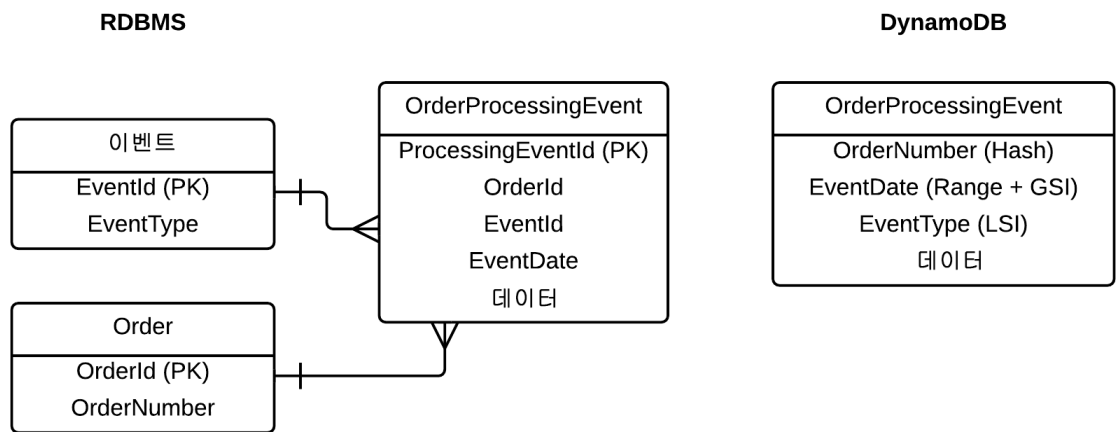 RDBMS
이벤트
EventId (PK)
EventType
Order
OrderId (PK)
OrderNumber
OrderProcessingEvent
ProcessingEventId (PK)
OrderId
EventId
EventDate
데이터
DynamoDB
OrderProcessingEvent
OrderNumber (Hash)
EventDate (Range + GSI)
EventType (LSI)
데이터